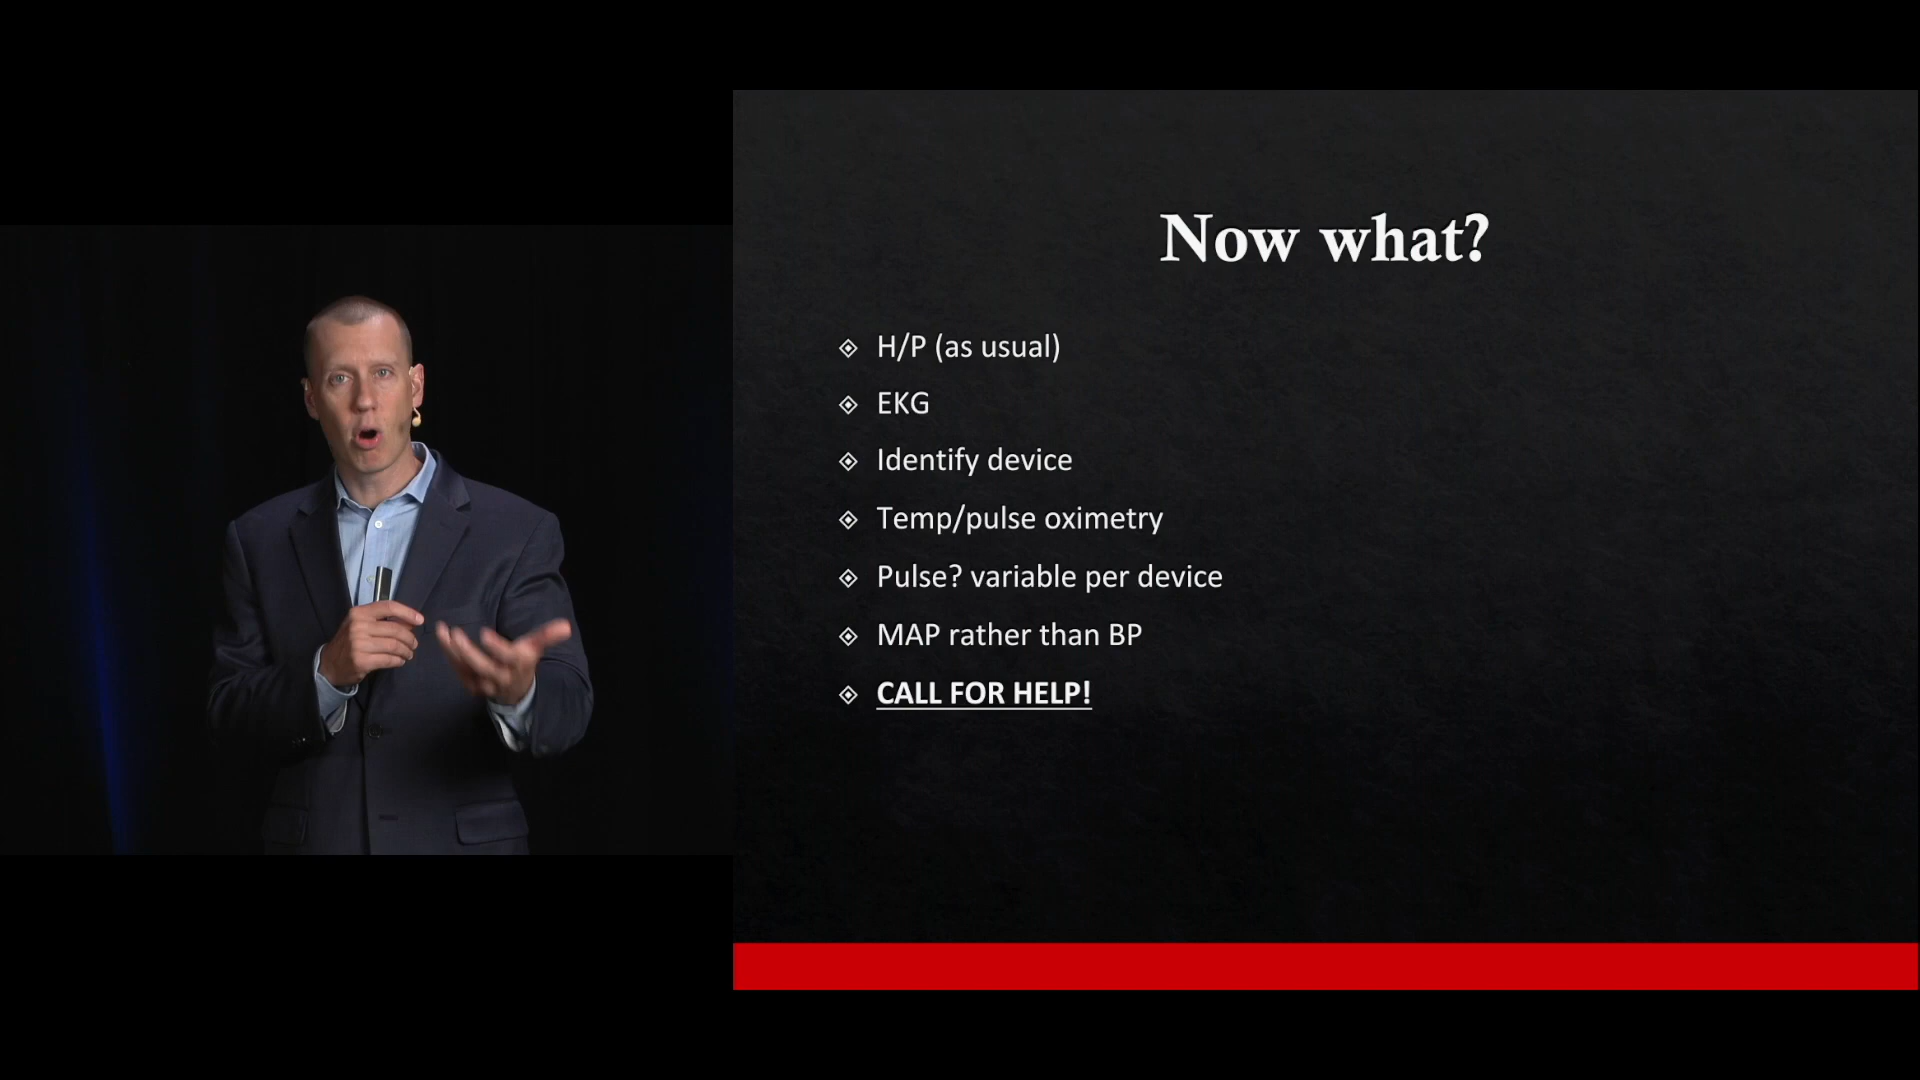 Now what?
H/P (as usual)
EKG
Identify device
Temp/pulse oximetry
Pulse? variable per device
MAP rather than BP
CALL FOR HELP!